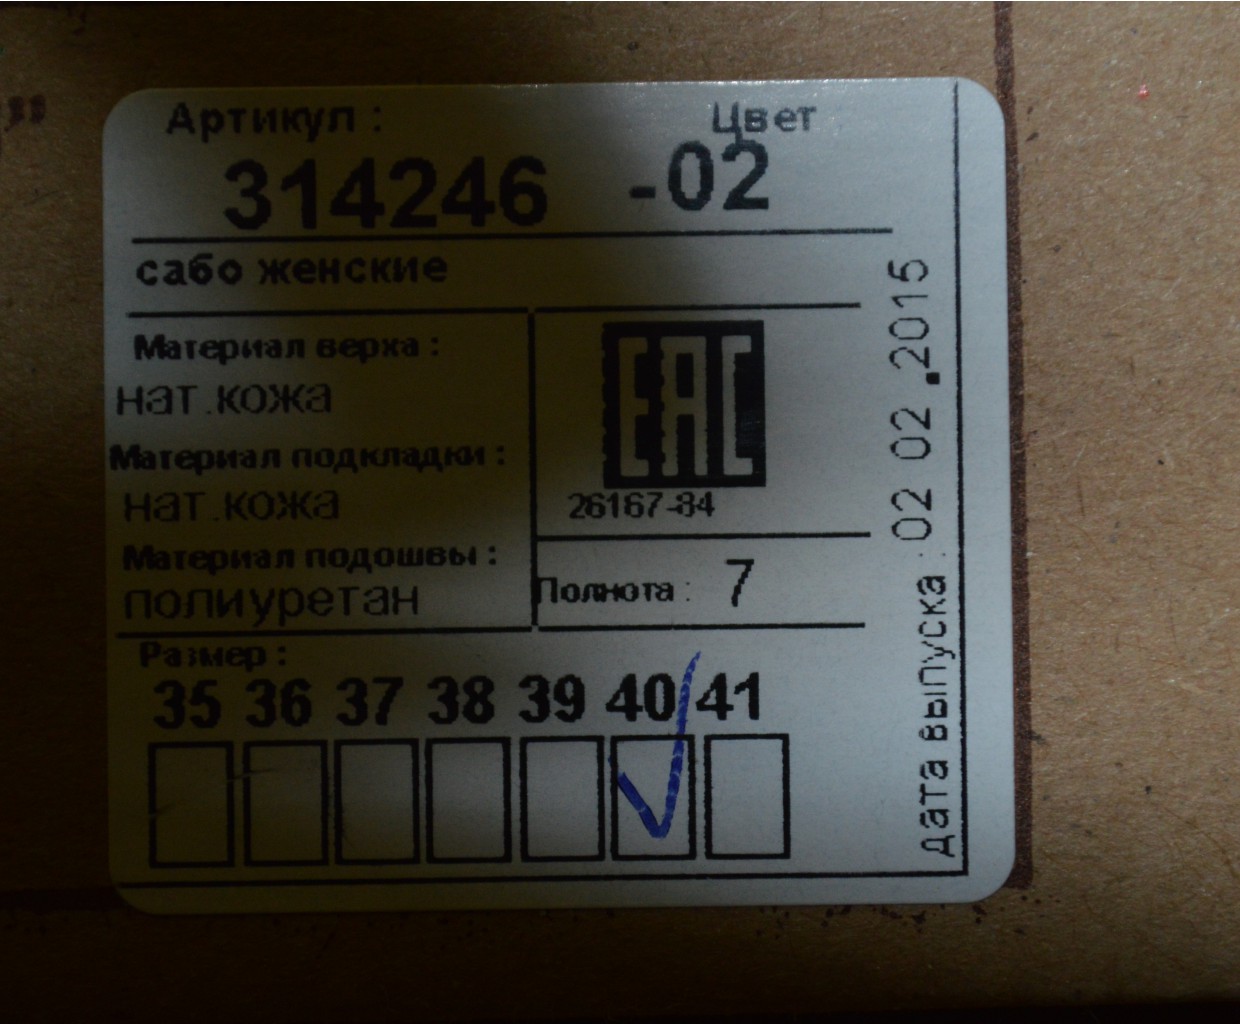 Артикул : Цвет
314246 -02
сабо женские
Материал верха :
нат.кожа
Материал подкладки :
нат.кожа
Материал подошвы :
полиуретан
EAC
26167-84
Полнота : 7
Размер :
35 36 37 38 39 40 41
дата выпуска : 02 02 .2015